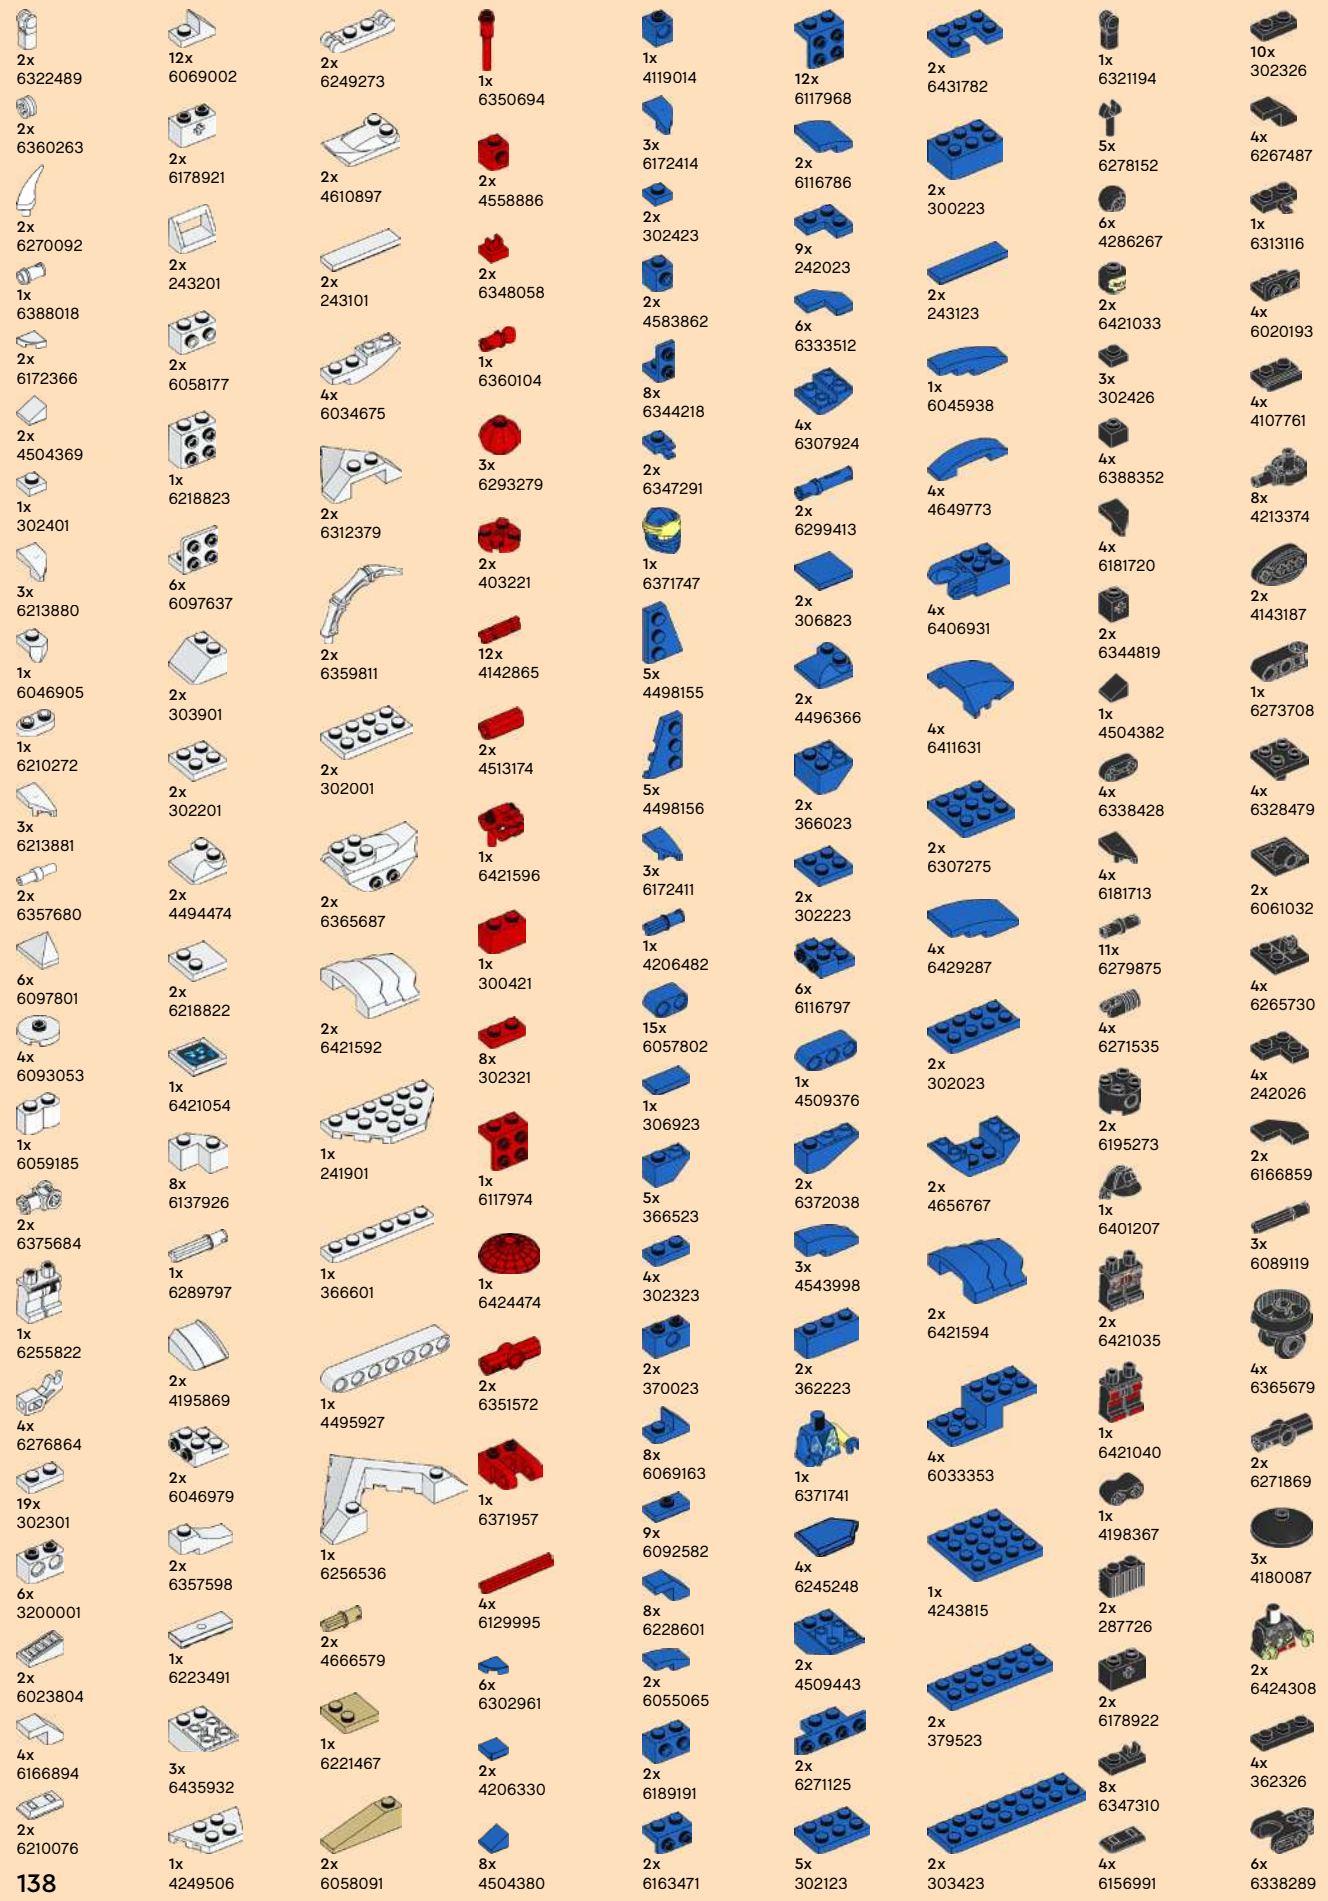 2x
6322489
2x
6360263
2x
6270092
1x
6388018
2x
6172366
2x
4504369
1x
302401
3x
6213880
1x
6046905
1x
6210272
3x
6213881
2x
6357680
6x
6097801
4x
6093053
1x
6059185
2x
6375684
1x
6255822
4x
6276864
19x
302301
6x
3200001
2x
6023804
4x
6166894
2x
6210076
138
12x
6069002
2x
6178921
2x
243201
2x
6058177
1x
6218823
6x
6097637
2x
303901
2x
302201
2x
4494474
2x
6218822
1x
6421054
8x
6137926
1x
6289797
2x
4195869
2x
6046979
2x
6357598
1x
6223491
3x
6435932
1x
4249506
2x
6249273
2x
4610897
2x
243101
4x
6034675
2x
6312379
2x
6359811
2x
302001
2x
6365687
2x
6421592
1x
241901
1x
366601
1x
4495927
1x
6256536
2x
4666579
1x
6221467
2x
6058091
1x
6350694
2x
4558886
2x
6348058
1x
6360104
3x
6293279
2x
403221
12x
4142865
2x
4513174
1x
6421596
1x
300421
8x
302321
1x
6117974
1x
6424474
2x
6351572
1x
6371957
4x
6129995
6x
6302961
2x
4206330
8x
4504380
1x
4119014
3x
6172414
2x
302423
2x
4583862
8x
6344218
2x
6347291
1x
6371747
5x
4498155
5x
4498156
3x
6172411
1x
4206482
15x
6057802
1x
306923
5x
366523
4x
302323
2x
370023
8x
6069163
9x
6092582
8x
6228601
2x
6055065
2x
6189191
2x
6163471
12x
6117968
2x
6116786
9x
242023
6x
6333512
4x
6307924
2x
6299413
2x
306823
2x
4496366
2x
366023
2x
302223
6x
6116797
1x
4509376
2x
6372038
3x
4543998
2x
362223
1x
6371741
4x
6245248
2x
4509443
2x
6271125
5x
302123
2x
6431782
2x
300223
2x
243123
1x
6045938
4x
4649773
4x
6406931
4x
6411631
2x
6307275
4x
6429287
2x
302023
2x
4656767
2x
6421594
4x
6033353
1x
4243815
2x
379523
2x
303423
1x
6321194
5x
6278152
6x
4286267
2x
6421033
3x
302426
4x
6388352
4x
6181720
2x
6344819
1x
4504382
4x
6338428
4x
6181713
11x
6279875
4x
6271535
2x
6195273
1x
6401207
2x
6421035
1x
6421040
1x
4198367
2x
287726
2x
6178922
8x
6347310
4x
6156991
10x
302326
4x
6267487
1x
6313116
4x
6020193
4x
4107761
8x
4213374
2x
4143187
1x
6273708
4x
6328479
2x
6061032
4x
6265730
4x
242026
2x
6166859
3x
6089119
4x
6365679
2x
6271869
3x
4180087
2x
6424308
4x
362326
6x
6338289